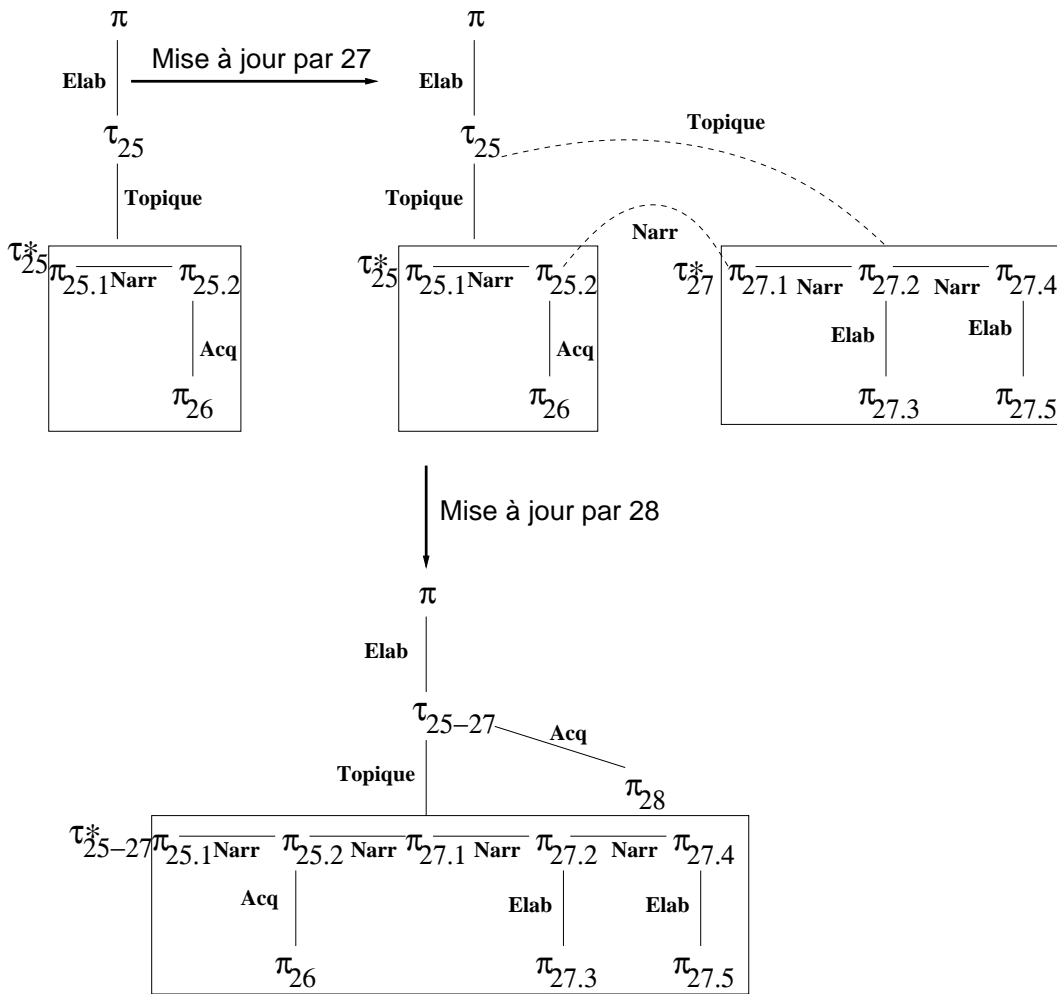 π π
Mise à jour par 27
Elab Elab
τ25 τ25 Topique
Topique Topique Narr
τ*25 π25.1 Narr π25.2 τ*25 π25.1 Narr π25.2 τ*27 π27.1 Narr π27.2 Narr π27.4
Acq Acq Elab Elab
π26 π26 π27.3 π27.5
Mise à jour par 28
π
Elab
τ25–27 Acq
Topique π28
τ*25–27 π25.1 Narr π25.2 Narr π27.1 Narr π27.2 Narr π27.4
Acq Elab Elab
π26 π27.3 π27.5